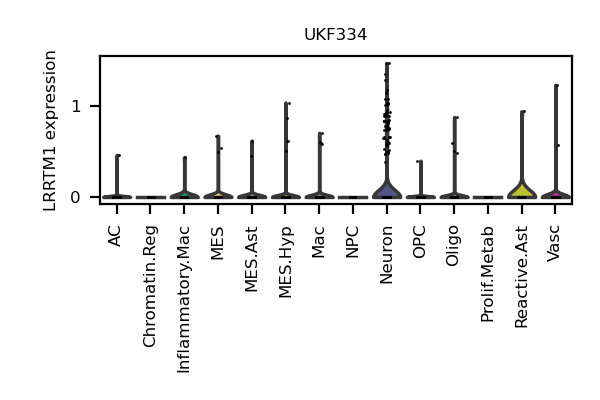 UKF334
LRRTM1 expression
1
0
AC
Chromatin.Reg
Inflammatory.Mac
MES
MES.Ast
MES.Hyp
Mac
NPC
Neuron
OPC
Oligo
Prolif.Metab
Reactive.Ast
Vasc